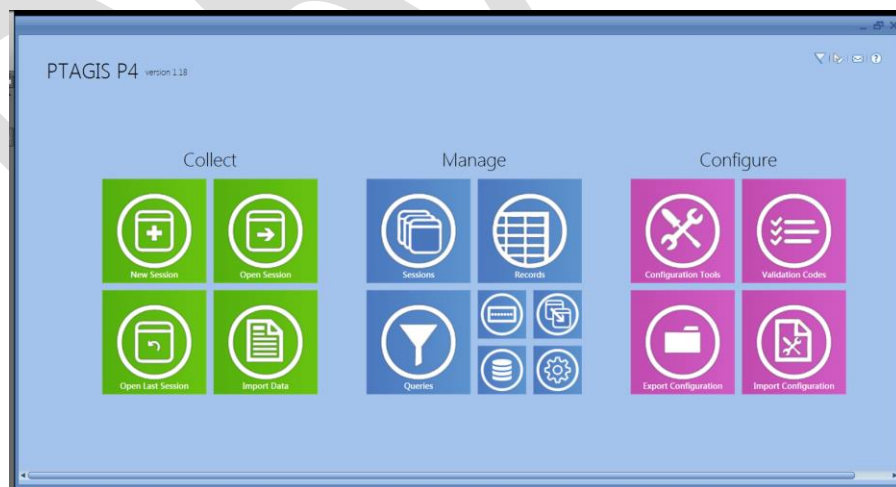 PTAGIS P4 version 1.18
Collect
Manage
Configure
New Session
Open Session
Sessions
Records
Configuration Tools
Validation Codes
Open Last Session
Import Data
Queries
Export Configuration
Import Configuration